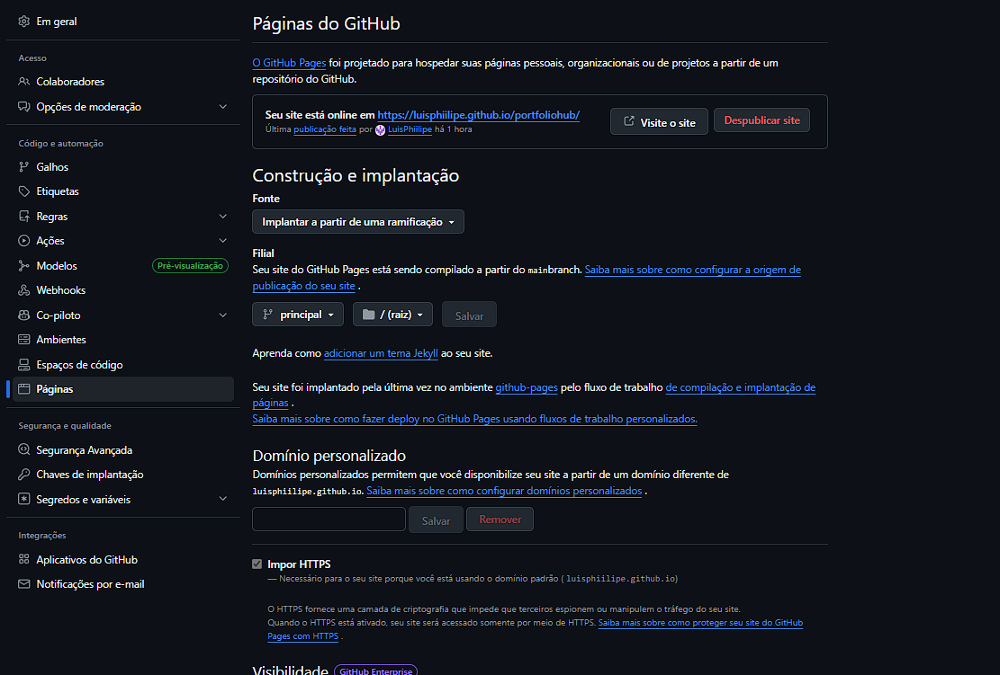 Em geral
Acesso
Colaboradores
Opções de moderação
Código e automação
Galhos
Etiquetas
Regras
Ações
Modelos Pré-visualização
Webhooks
Co-piloto
Ambientes
Espaços de código
Páginas
Segurança e qualidade
Segurança Avançada
Chaves de implantação
Segredos e variáveis
Integrações
Aplicativos do GitHub
Notificações por e-mail
Páginas do GitHub
O GitHub Pages foi projetado para hospedar suas páginas pessoais, organizacionais ou de projetos a partir de um
repositório do GitHub.
Seu site está online em https://luisphiilipe.github.io/portfoliohub/
Última publicação feita por LuisPhiilipe há 1 hora
Visite o site
Despublicar site
Construção e implantação
Fonte
Implantar a partir de uma ramificação
Filial
Seu site do GitHub Pages está sendo compilado a partir do mainbranch. Saiba mais sobre como configurar a origem de
publicação do seu site .
principal
/ (raiz)
Salvar
Aprenda como adicionar um tema Jekyll ao seu site.
Seu site foi implantado pela última vez no ambiente github-pages pelo fluxo de trabalho de compilação e implantação de
páginas .
Saiba mais sobre como fazer deploy no GitHub Pages usando fluxos de trabalho personalizados.
Domínio personalizado
Domínios personalizados permitem que você disponibilize seu site a partir de um domínio diferente de
luisphiilipe.github.io. Saiba mais sobre como configurar domínios personalizados .
Salvar
Remover
Impor HTTPS
— Necessário para o seu site porque você está usando o domínio padrão ( luisphiilipe.github.io)
O HTTPS fornece uma camada de criptografia que impede que terceiros espionem ou manipulem o tráfego do seu site.
Quando o HTTPS está ativado, seu site será acessado somente por meio de HTTPS. Saiba mais sobre como proteger seu site do GitHub
Pages com HTTPS .
Visibilidade GitHub Enterprise